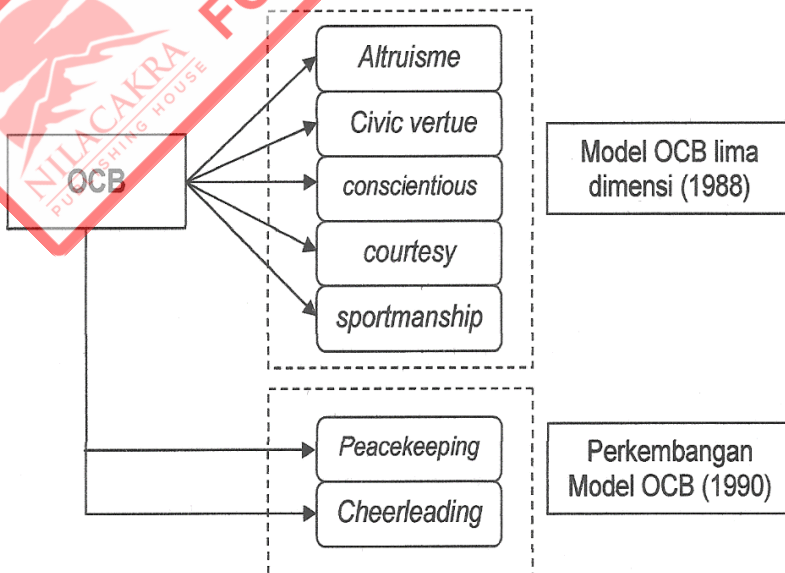 FO
NILACAKRA
PUBLISHING HOUSE
OCB
Altruisme
Civic vertue
conscientious
courtesy
sportmanship
Model OCB lima
dimensi (1988)
Peacekeeping
Cheerleading
Perkembangan
Model OCB (1990)